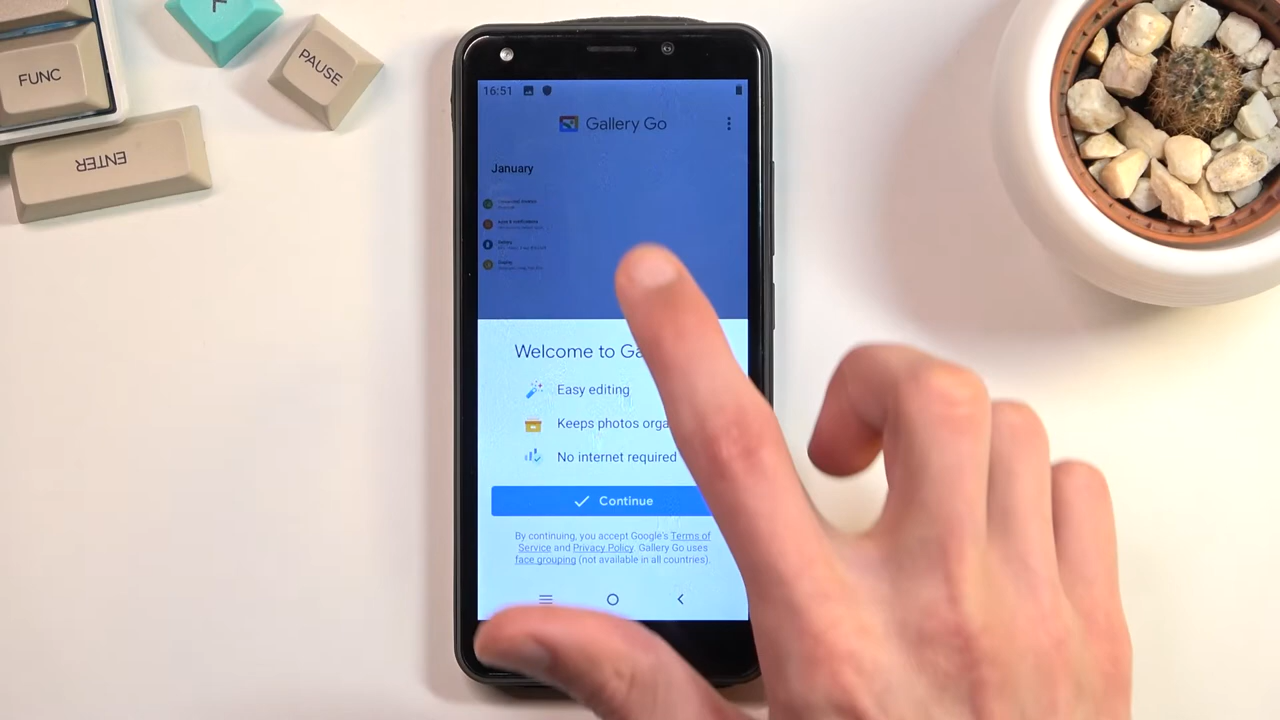 FUNC
PAUSE
ENTER
16:51
Gallery Go
January
Welcome to
Easy editing
Keeps photos
No internet required
Continue
By continuing, you accept Google's Terms of
Service and Privacy Policy. Gallery Go uses
face grouping (not available in all countries).